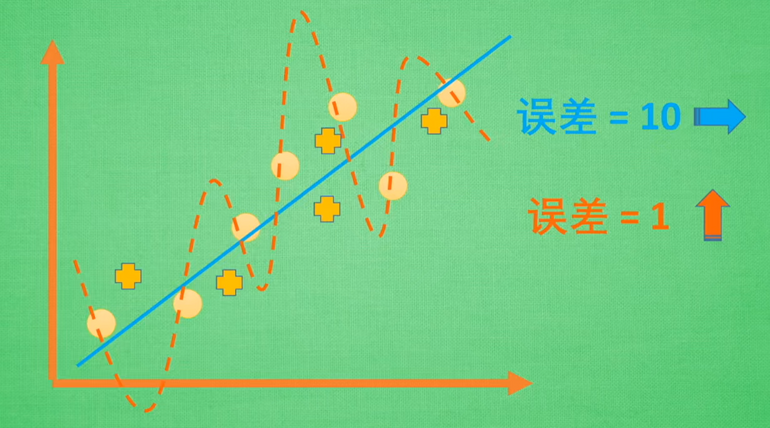 误差 = 10
误差 = 1